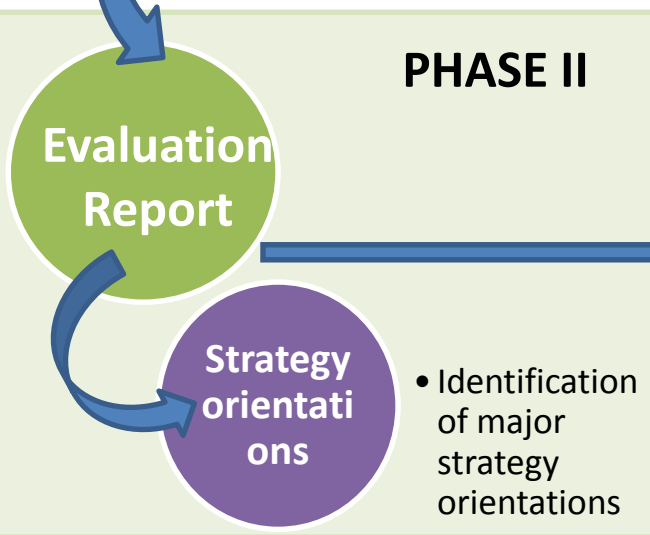 PHASE II
Evaluation
Report
Strategy
orientati
ons
• Identification
of major
strategy
orientations